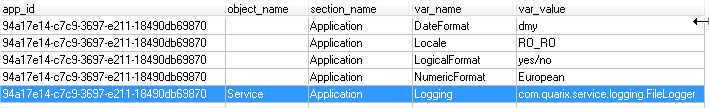 app_id object_name section_name var_name var_value
94a17e14-c7c9-3697-e211-18490db69870 Application DateFormat dmy
94a17e14-c7c9-3697-e211-18490db69870 Application Locale RO_RO
94a17e14-c7c9-3697-e211-18490db69870 Application LogicalFormat yes/no
94a17e14-c7c9-3697-e211-18490db69870 Application NumericFormat European
94a17e14-c7c9-3697-e211-18490db69870 Service Application Logging com.quarix.service.logging.FileLogger